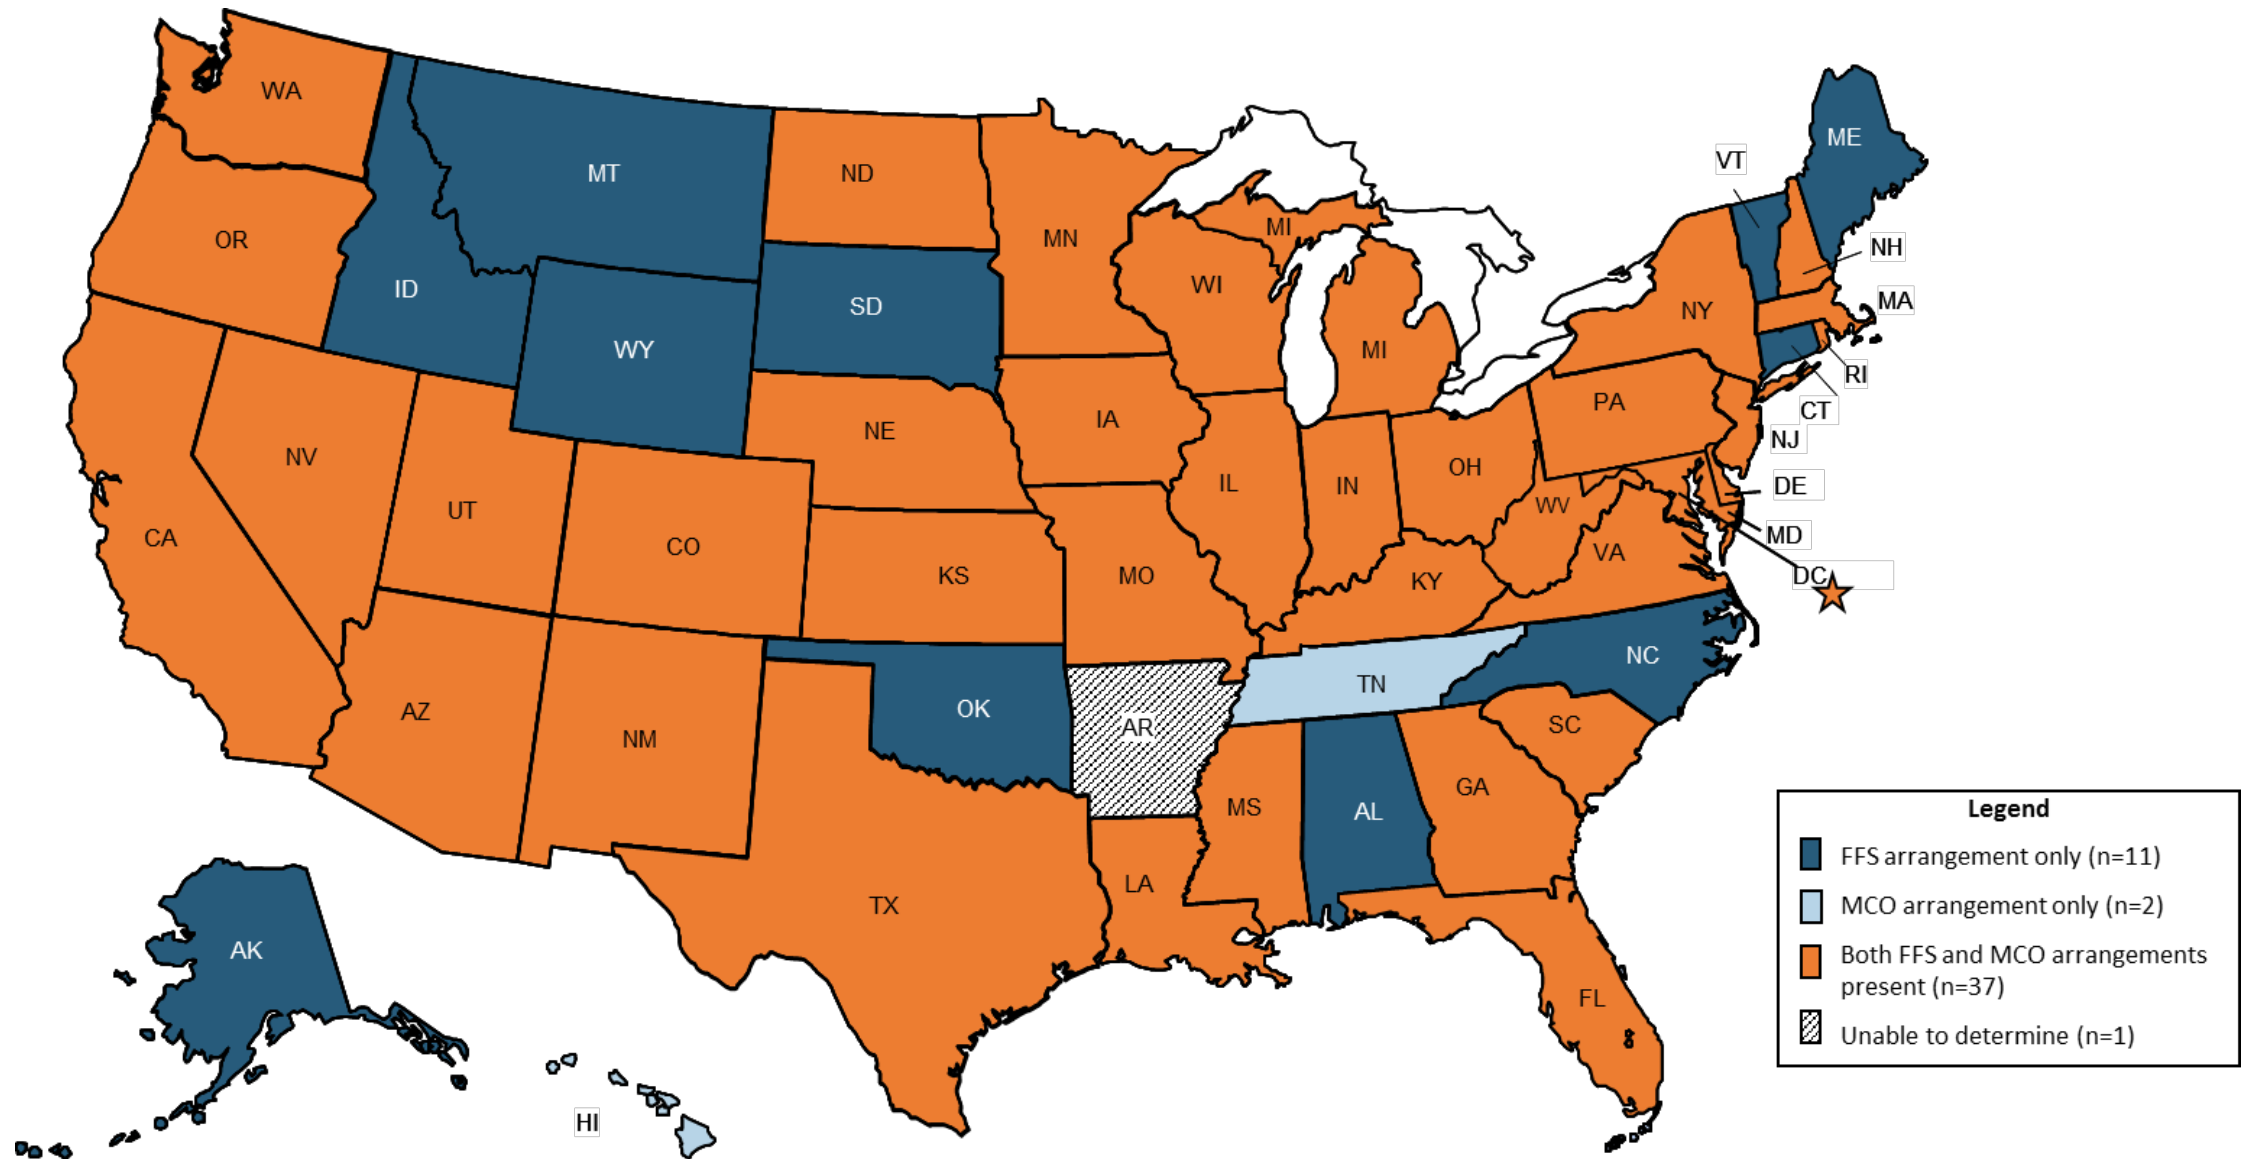 WA
OR
CA
NV
ID
MT
WY
UT
AZ
CO
NM
ND
SD
NE
KS
OK
TX
MN
IA
MO
AR
LA
WI
MI
MI
IL
IN
OH
KY
TN
MS
AL
GA
FL
SC
NC
VA
WV
PA
NY
VT
ME
NH
MA
RI
CT
NJ
DE
MD
DC
AK
HI
Legend
FFS arrangement only (n=11)
MCO arrangement only (n=2)
Both FFS and MCO arrangements
present (n=37)
Unable to determine (n=1)